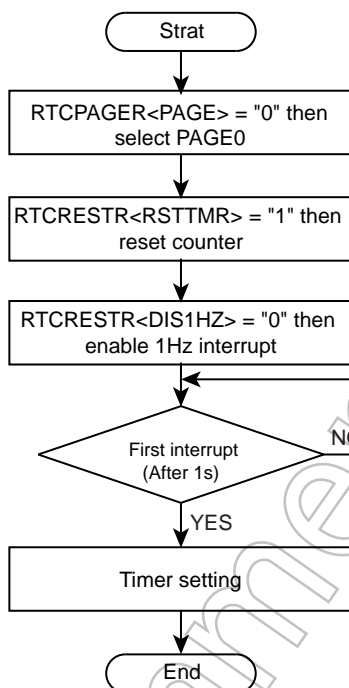 Strat
RTCPAGER<PAGE> = "0" then
select PAGE0
RTCRESTR<RSTTMR> = "1" then
reset counter
RTCRESTR<DIS1HZ> = "0" then
enable 1Hz interrupt
First interrupt
(After 1s)
YES
Timer setting
End